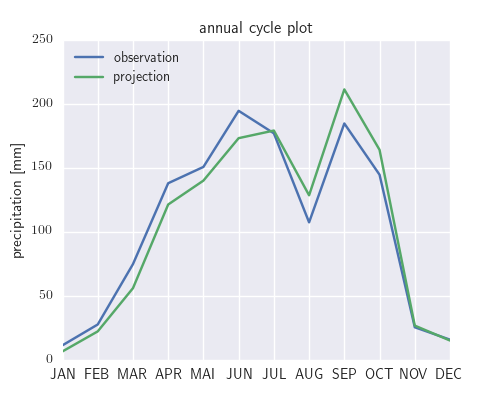 annual cycle plot
observation
projection
precipitation [mm]
250
200
150
100
50
0
JAN FEB MAR APR MAI JUN JUL AUG SEP OCT NOV DEC